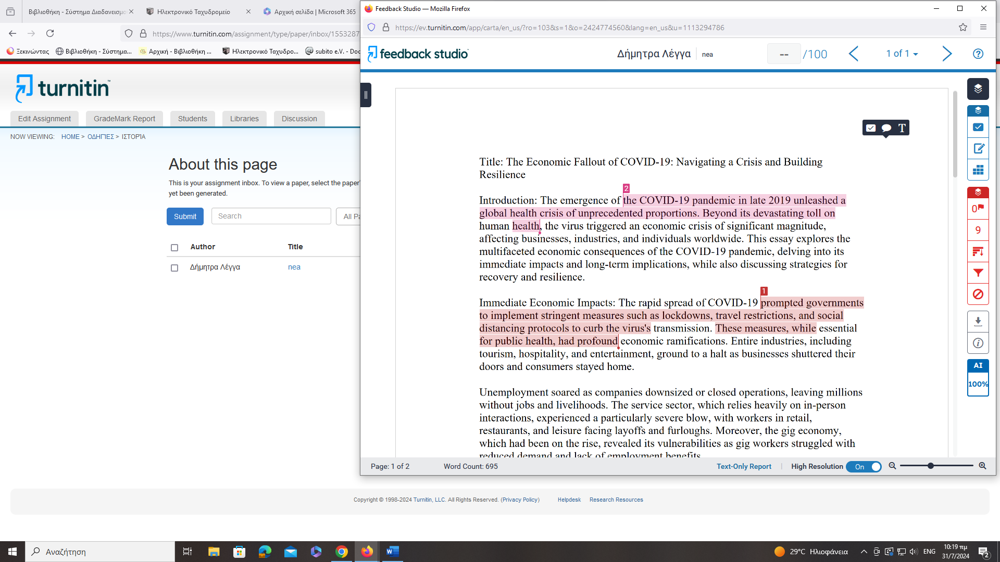 Βιβλιοθήκη - Σύστημα Διαδανεισμο
Ηλεκτρονικό Ταχυδρομείο
Αρχική σελίδα | Microsoft 365
https://www.turnitin.com/assignment/type/paper/inbox/1553287
Ξεκινώντας
Βιβλιοθήκη - Σύστημα...
Αρχική - Βιβλιοθήκη ...
Ηλεκτρονικό Ταχυδρο...
subito e.V. - Doc
turnitin
Edit Assignment
GradeMark Report
Students
Libraries
Discussion
NOW VIEWING: HOME > ΟΔΗΓΊΕΣ > ΙΣΤΟΡΊΑ
About this page
This is your assignment inbox. To view a paper, select the paper'
yet been generated.
Submit
Search
All Pa
Author
Title
Δήμητρα Λέγγα
nea
Feedback Studio — Mozilla Firefox
https://ev.turnitin.com/app/carta/en_us/?ro=103&s=1&o=2424774560&lang=en_us&u=1113294786
feedback studio
Δήμητρα Λέγγα
nea
-- /100
1 of 1
Title: The Economic Fallout of COVID-19: Navigating a Crisis and Building
Resilience
2
Introduction: The emergence of the COVID-19 pandemic in late 2019 unleashed a
global health crisis of unprecedented proportions. Beyond its devastating toll on
human health, the virus triggered an economic crisis of significant magnitude,
affecting businesses, industries, and individuals worldwide. This essay explores the
multifaceted economic consequences of the COVID-19 pandemic, delving into its
immediate impacts and long-term implications, while also discussing strategies for
recovery and resilience.
1
Immediate Economic Impacts: The rapid spread of COVID-19 prompted governments
to implement stringent measures such as lockdowns, travel restrictions, and social
distancing protocols to curb the virus's transmission. These measures, while essential
for public health, had profound economic ramifications. Entire industries, including
tourism, hospitality, and entertainment, ground to a halt as businesses shuttered their
doors and consumers stayed home.
Unemployment soared as companies downsized or closed operations, leaving millions
without jobs and livelihoods. The service sector, which relies heavily on in-person
interactions, experienced a particularly severe blow, with workers in retail,
restaurants, and leisure facing layoffs and furloughs. Moreover, the gig economy,
which had been on the rise, revealed its vulnerabilities as gig workers struggled with
reduced demand and lack of employment benefits.
0
9
AI
100%
Page: 1 of 2
Word Count: 695
Text-Only Report
High Resolution
On
Copyright © 1998-2024 Turnitin, LLC. All Rights Reserved. (Privacy Policy)
Helpdesk
Research Resources
Αναζήτηση
29°C Ηλιοφάνεια
ENG
10:19 πμ
31/7/2024
2